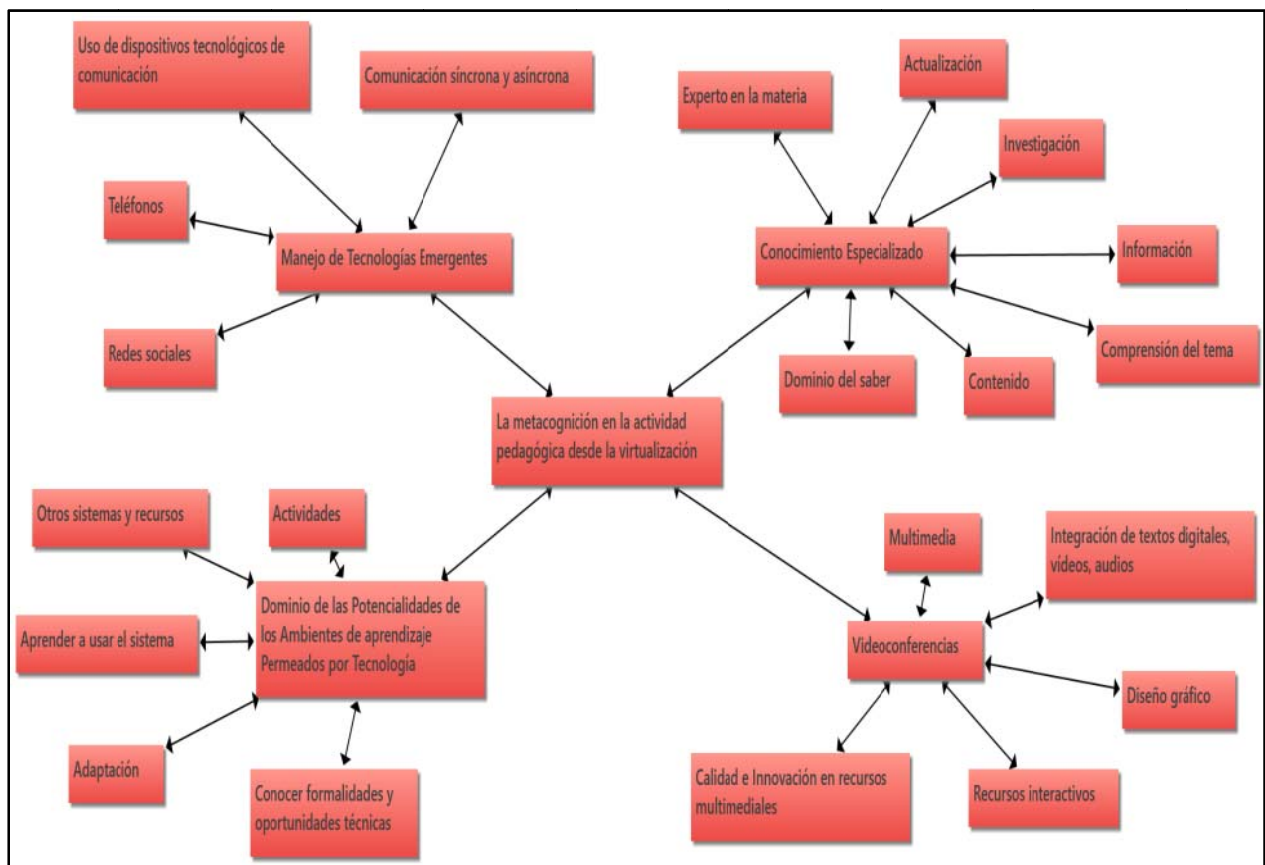 Uso de dispositivos tecnológicos de
comunicación
Comunicación síncrona y asíncrona
Teléfonos
Manejo de Tecnologías Emergentes
Redes sociales
Actualización
Experto en la materia
Investigación
Conocimiento Especializado
Información
Comprensión del tema
Dominio del saber
Contenido
La metacognición en la actividad
pedagógica desde la virtualización
Otros sistemas y recursos
Actividades
Dominio de las Potencialidades de
los Ambientes de aprendizaje
Permeados por Tecnología
Aprender a usar el sistema
Adaptación
Conocer formalidades y
oportunidades técnicas
Multimedia
Integración de textos digitales,
vídeos, audios
Videoconferencias
Diseño gráfico
Calidad e Innovación en recursos
multimediales
Recursos interactivos